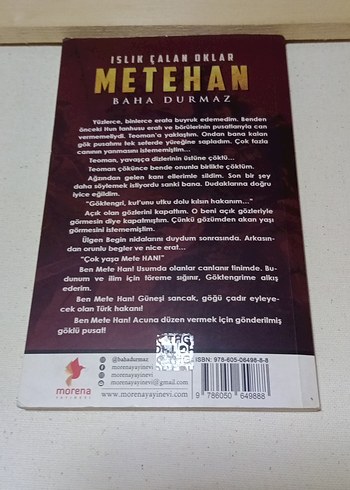 ISLIK ÇALAN OKLAR
METEHAN
BAHA DURMAZ
Yüzlerce, binlerce erata buyruk edemedim. Benden
önceki Hun tanhusu eratı ve börülerinin pusatlarıyla can
vermemeliydi. Teoman'a yaklaştım. Ondan bana kalan
gök pusatımı tek seferde yüreğine sapladım. Çok fazla
canının yanmasını istememiştim...
Teoman, yavaşça dizlerinin üstüne çöktü...
Teoman çökünce bende onunla birlikte çöktüm.
Ağzından gelen kanı ellerimle sildim. Son bir şey
daha söylemek istiyordu sanki bana. Dudaklarına doğru
iyice eğildim.
"Göktengri, kut'unu utku dolu kılsın hakanım..."
Açık olan gözlerini kapattım. O beni açık gözleriyle
görmesin diye kapatmıştım. Çünkü gözümden akan yaşı
görmesini istememiştim.
Ülgen Begin nidalarını duydum sonrasında. Arkasın-
dan orunlu begler ve nice erat...
"Çok yaşa Mete HAN!"
Ben Mete Han! Usumda olanlar canlanır tinimde. Bu-
dunum ve ilim için töreme sığınır, Göktengrime alkış
ederim.
Ben Mete Han! Güneşi sancak, göğü çadır eyleye-
cek olan Türk hakanı!
Ben Mete Han! Acuna düzen vermek için gönderilmiş
göklü pusat!
morena
@bahadurmaz
morenayayinevi
morenayayinevi
morenayayinevi@gmail.com
www.morenayayinevi.com
ISBN: 978-605-06498-8-8
9 786050 649888